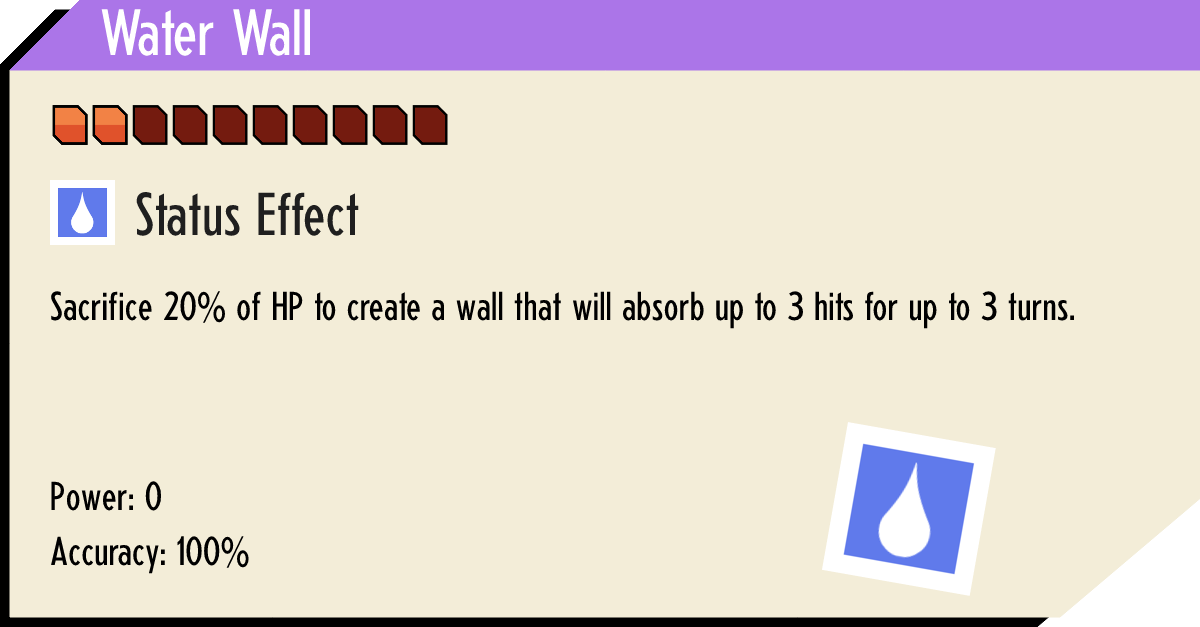 Water Wall
Status Effect
Sacrifice 20% of HP to create a wall that will absorb up to 3 hits for up to 3 turns.
Power: 0
Accuracy: 100%